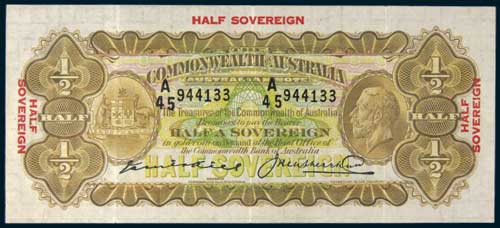 HALF SOVEREIGN
THE
1/2 COMMONWEALTH OF AUSTRALIA 1/2
AUSTRALIAN NOTE
A/45 944133 A/45 944133
HALF SOVEREIGN
HALF SOVEREIGN
The Treasurer of the Commonwealth of Australia
HALF HALF
Promises to pay the Bearer
HALF A SOVEREIGN
in gold coin on demand at the Head Office of
the Commonwealth Bank of Australia
HALF SOVEREIGN
1/2 1/2